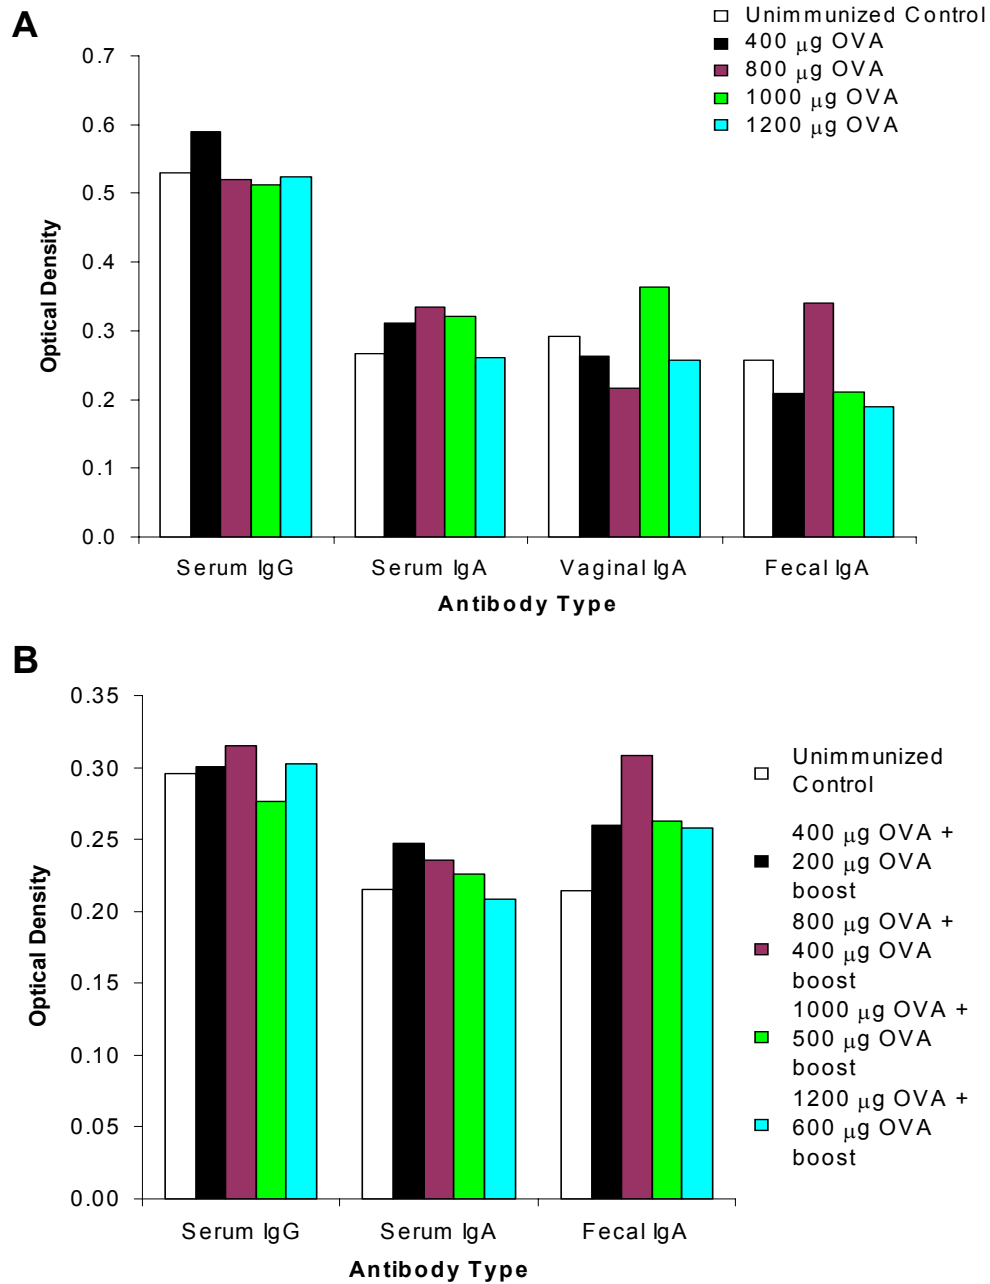 A
Unimmunized Control
400 μg OVA
800 μg OVA
1000 μg OVA
1200 μg OVA
0.7
0.6
0.5
0.4
0.3
0.2
0.1
0.0
Optical Density
Serum IgG
Serum IgA
Vaginal IgA
Fecal IgA
Antibody Type
B
0.35
0.30
0.25
0.20
0.15
0.10
0.05
0.00
Optical Density
Unimmunized
Control
400 μg OVA +
200 μg OVA
boost
800 μg OVA +
400 μg OVA
boost
1000 μg OVA +
500 μg OVA
boost
1200 μg OVA +
600 μg OVA
boost
Serum IgG
Serum IgA
Fecal IgA
Antibody Type